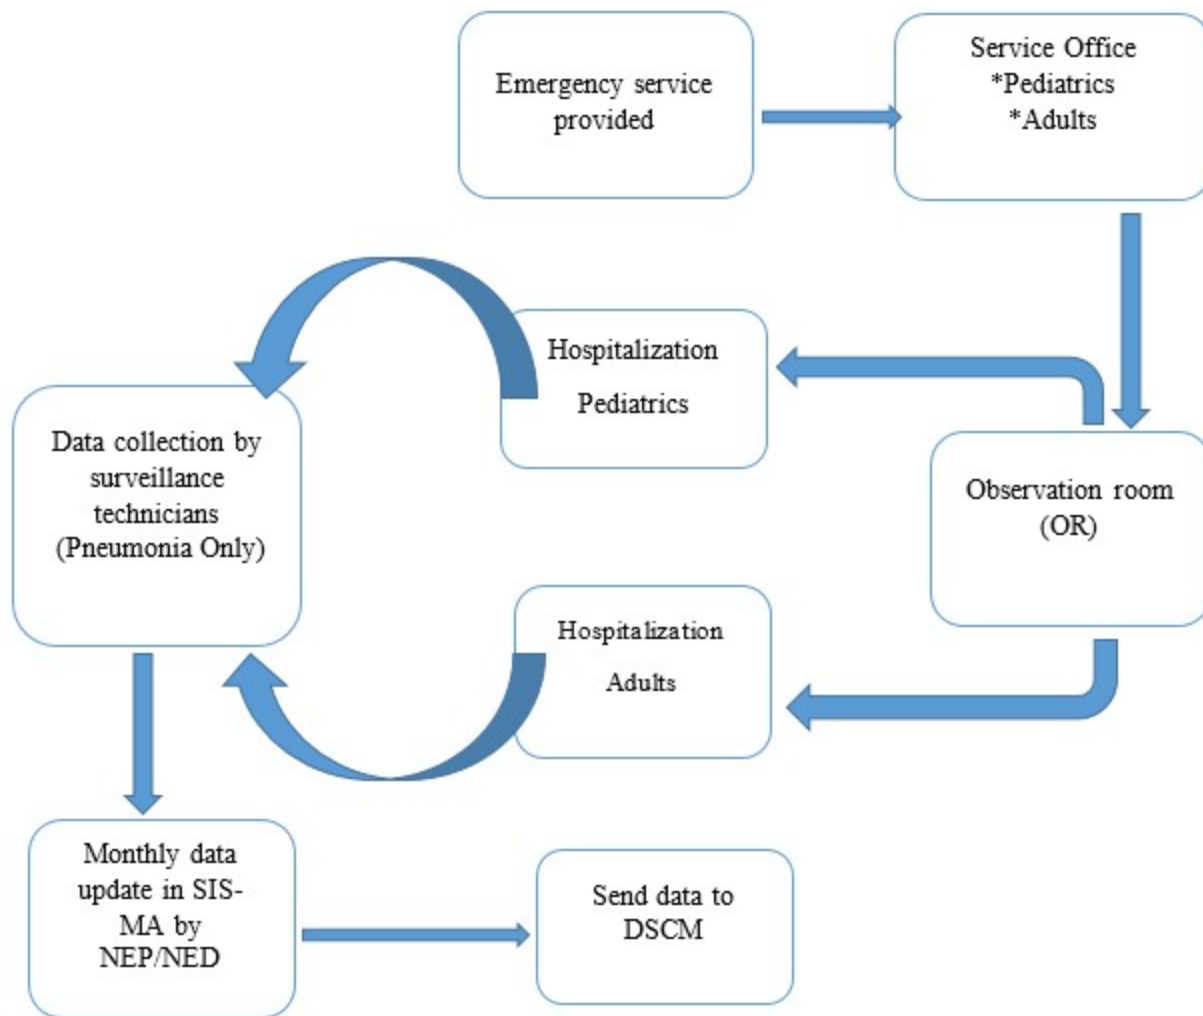 Emergency service
provided
Service Office
*Pediatrics
*Adults
Hospitalization
Pediatrics
Data collection by
surveillance
technicians
(Pneumonia Only)
Observation room
(OR)
Hospitalization
Adults
Monthly data
update in SIS-
MA by
NEP/NED
Send data to
DSCM